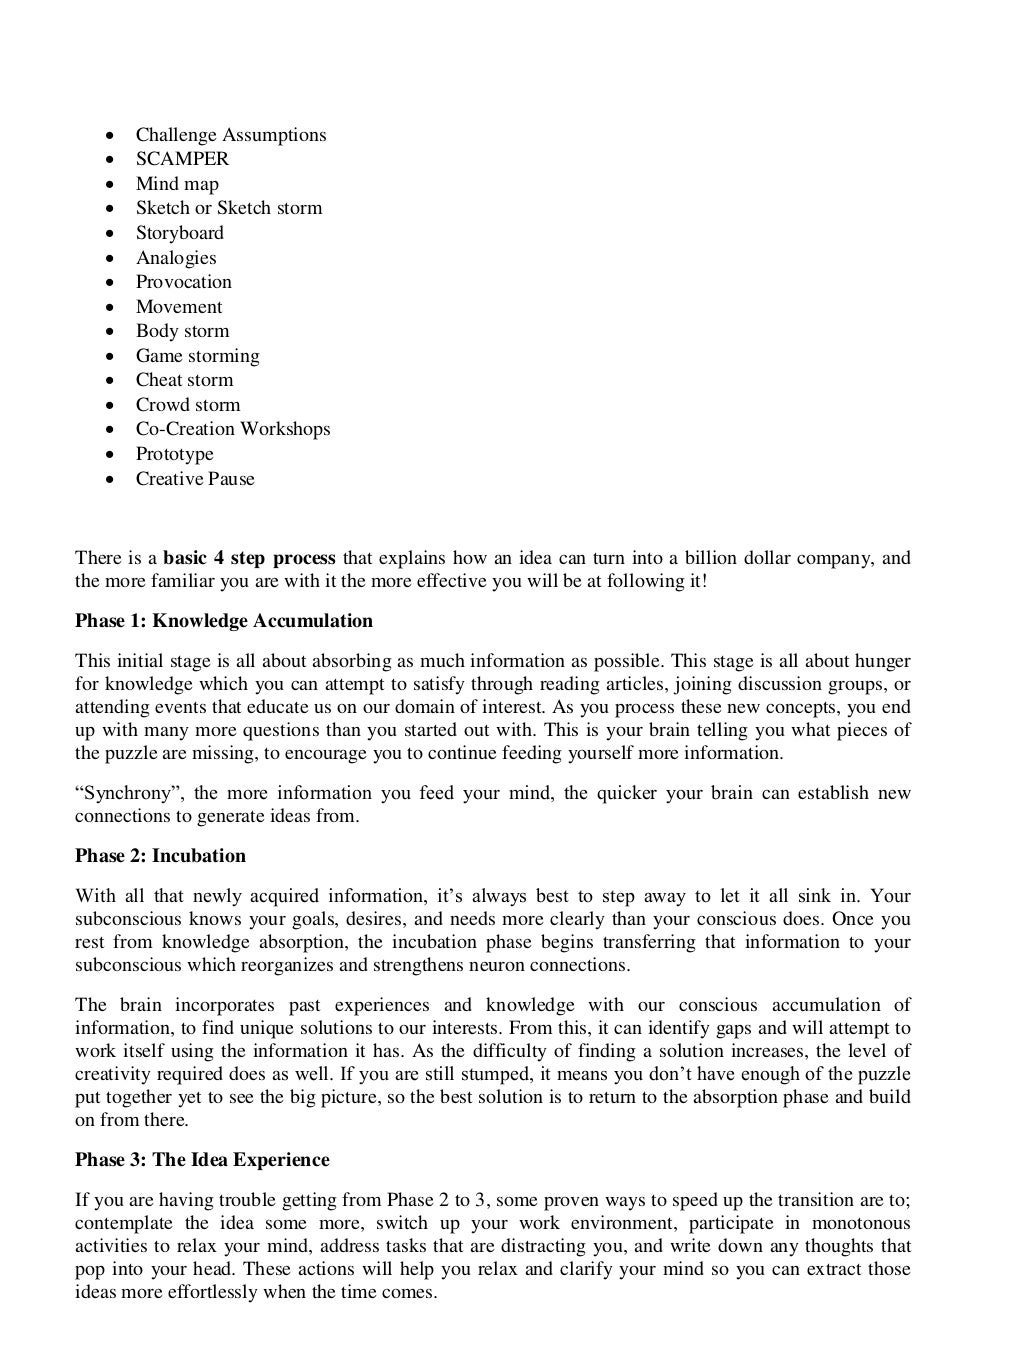 • Challenge Assumptions
• SCAMPER
• Mind map
• Sketch or Sketch storm
• Storyboard
• Analogies
• Provocation
• Movement
• Body storm
• Game storming
• Cheat storm
• Crowd storm
• Co-Creation Workshops
• Prototype
• Creative Pause
There is a basic 4 step process that explains how an idea can turn into a billion dollar company, and
the more familiar you are with it the more effective you will be at following it!
Phase 1: Knowledge Accumulation
This initial stage is all about absorbing as much information as possible. This stage is all about hunger
for knowledge which you can attempt to satisfy through reading articles, joining discussion groups, or
attending events that educate us on our domain of interest. As you process these new concepts, you end
up with many more questions than you started out with. This is your brain telling you what pieces of
the puzzle are missing, to encourage you to continue feeding yourself more information.
“Synchrony”, the more information you feed your mind, the quicker your brain can establish new
connections to generate ideas from.
Phase 2: Incubation
With all that newly acquired information, it’s always best to step away to let it all sink in. Your
subconscious knows your goals, desires, and needs more clearly than your conscious does. Once you
rest from knowledge absorption, the incubation phase begins transferring that information to your
subconscious which reorganizes and strengthens neuron connections.
The brain incorporates past experiences and knowledge with our conscious accumulation of
information, to find unique solutions to our interests. From this, it can identify gaps and will attempt to
work itself using the information it has. As the difficulty of finding a solution increases, the level of
creativity required does as well. If you are still stumped, it means you don’t have enough of the puzzle
put together yet to see the big picture, so the best solution is to return to the absorption phase and build
on from there.
Phase 3: The Idea Experience
If you are having trouble getting from Phase 2 to 3, some proven ways to speed up the transition are to;
contemplate the idea some more, switch up your work environment, participate in monotonous
activities to relax your mind, address tasks that are distracting you, and write down any thoughts that
pop into your head. These actions will help you relax and clarify your mind so you can extract those
ideas more effortlessly when the time comes.